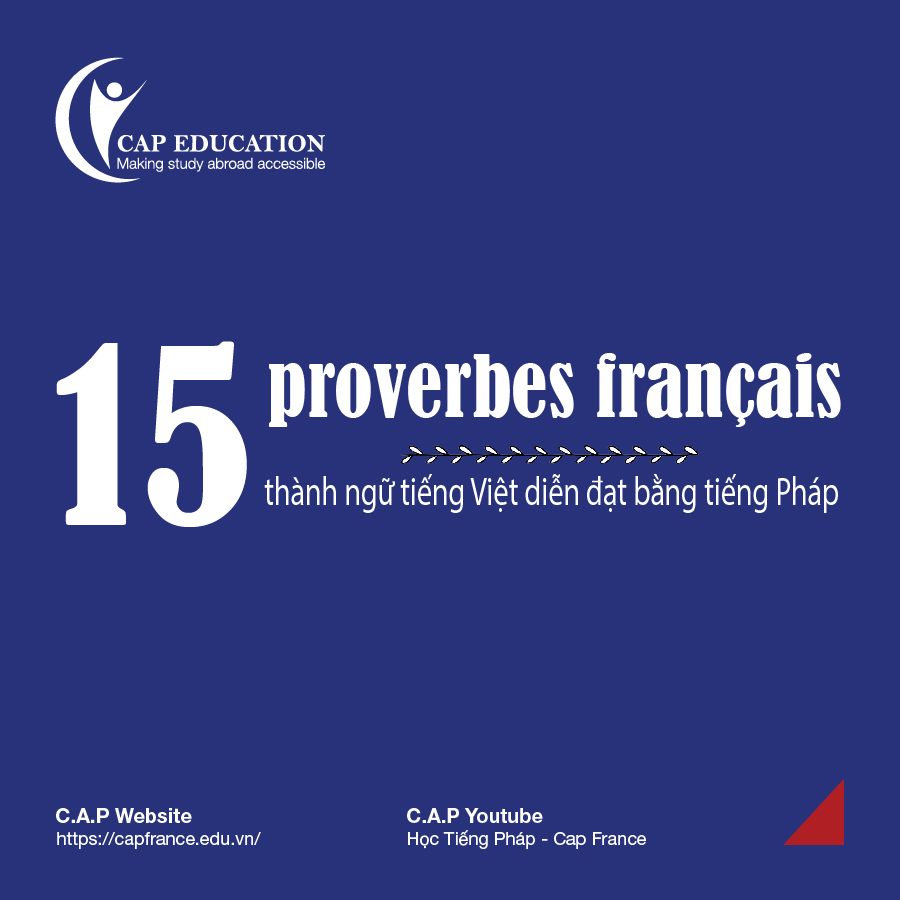 CAP EDUCATION
Making study abroad accessible
15
proverbes français
thành ngữ tiếng Việt diễn đạt bằng tiếng Pháp
C.A.P Website
https://capfrance.edu.vn/
C.A.P Youtube
Học Tiếng Pháp - Cap France